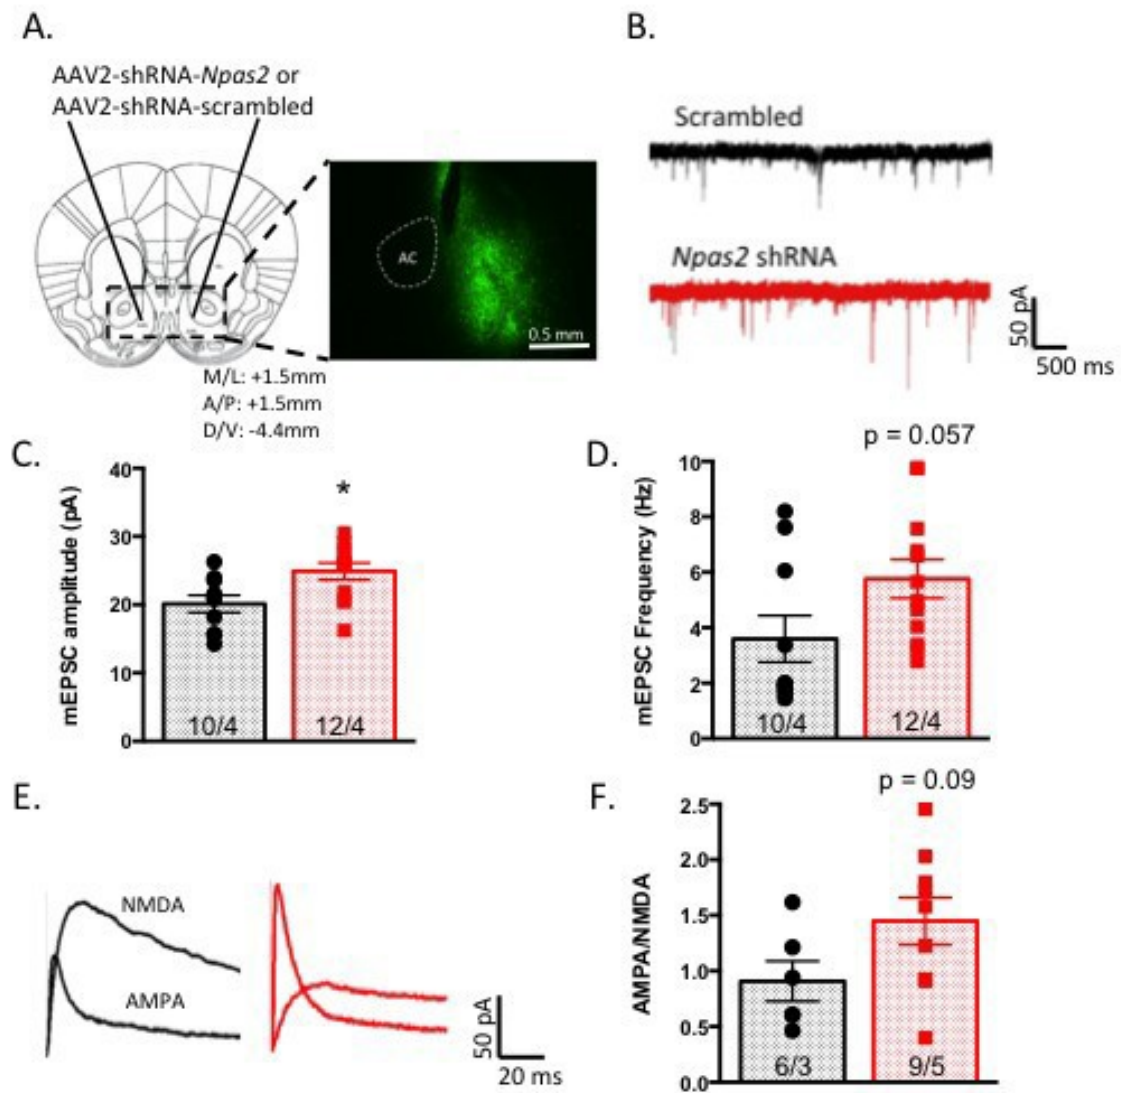 A.
AAV2-shRNA-Npas2 or
AAV2-shRNA-scrambled
AC
0.5 mm
M/L: +1.5mm
A/P: +1.5mm
D/V: -4.4mm
B.
Scrambled
Npas2 shRNA
50 pA
500 ms
C.
mEPSC amplitude (pA)
40
30
20
10
0
*
10/4
12/4
D.
p = 0.057
mEPSC Frequency (Hz)
10
8
6
4
2
0
10/4
12/4
E.
NMDA
AMPA
50 pA
20 ms
F.
p = 0.09
AMPA/NMDA
2.5
2.0
1.5
1.0
0.5
0.0
6/3
9/5